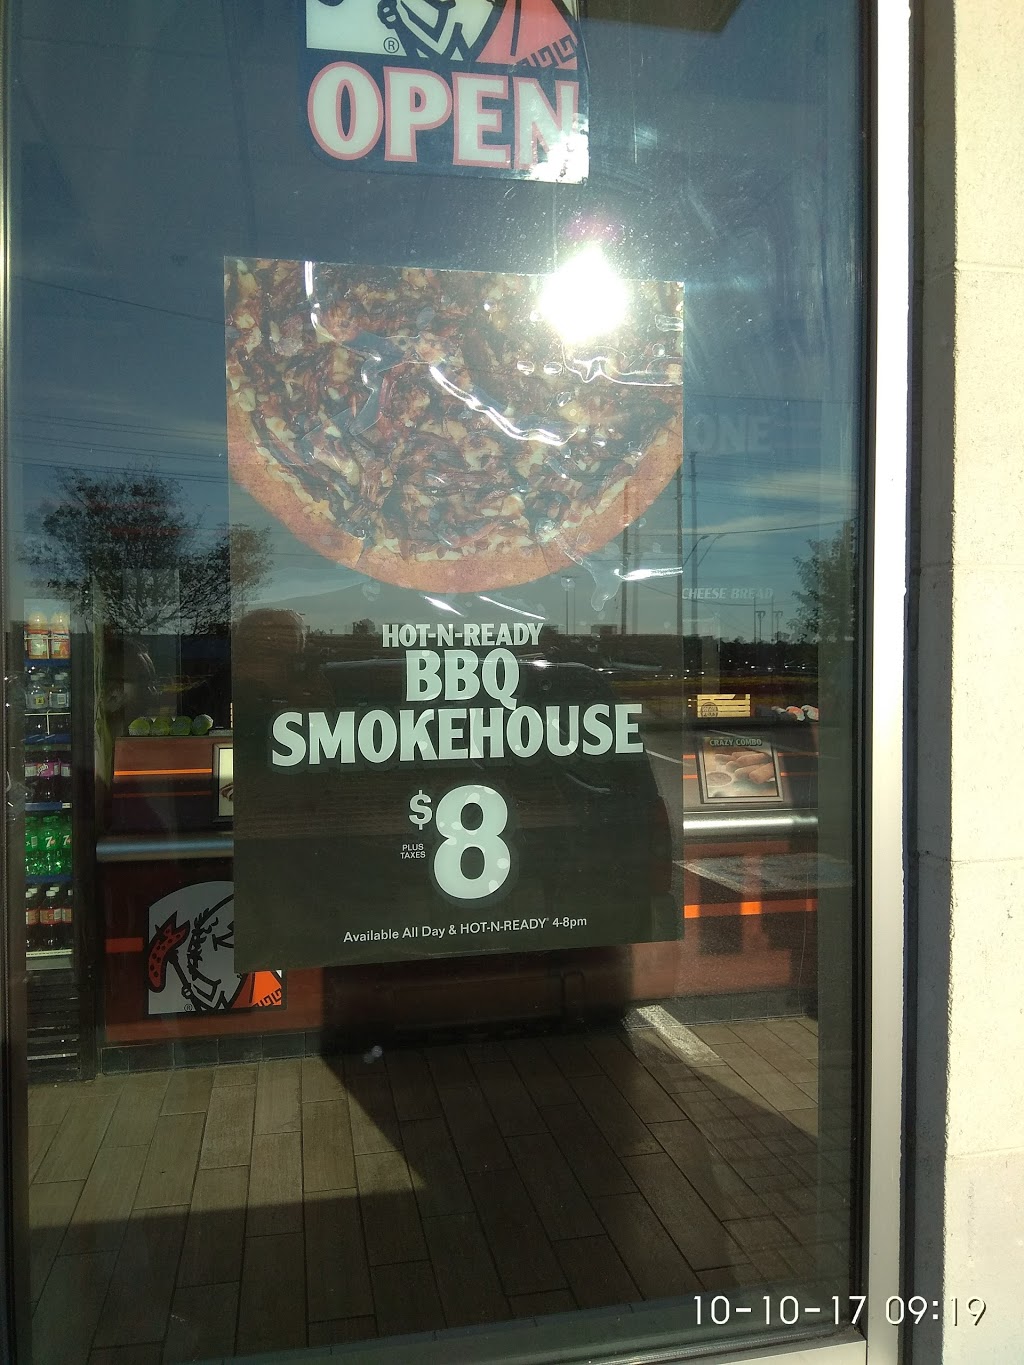 ®
OPEN
ONE
CHEESE BREAD
HOT-N-READY
BBQ
SMOKEHOUSE
CRAZY COMBO
$8
PLUS
TAXES
Available All Day & HOT-N-READY® 4-8pm
10-10-17 09:19